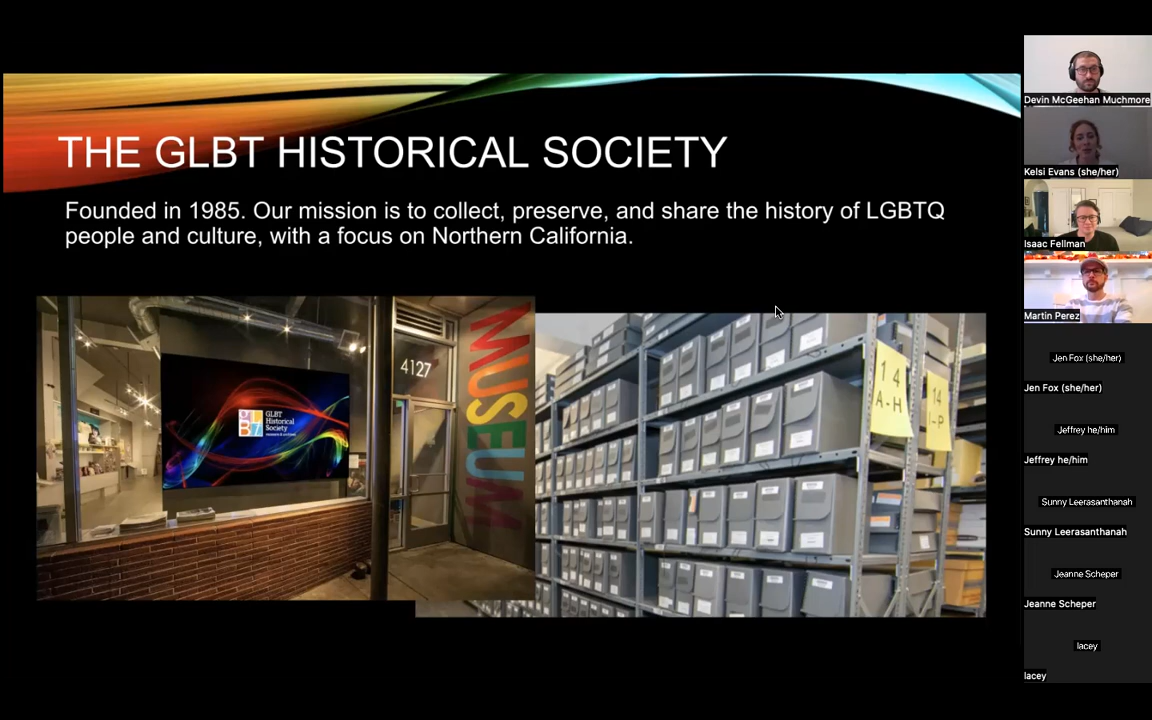 THE GLBT HISTORICAL SOCIETY
Founded in 1985. Our mission is to collect, preserve, and share the history of LGBTQ
people and culture, with a focus on Northern California.
4127
MUSEUM
GLBT
Historical
Society
14
A-H
14
I-P
Devin McGeehan Muchmore
Kelsi Evans (she/her)
Isaac Fellman
Martin Perez
Jen Fox (she/her)
Jen Fox (she/her)
Jeffrey he/him
Jeffrey he/him
Sunny Leerasanthanah
Sunny Leerasanthanah
Jeanne Scheper
Jeanne Scheper
lacey
lacey